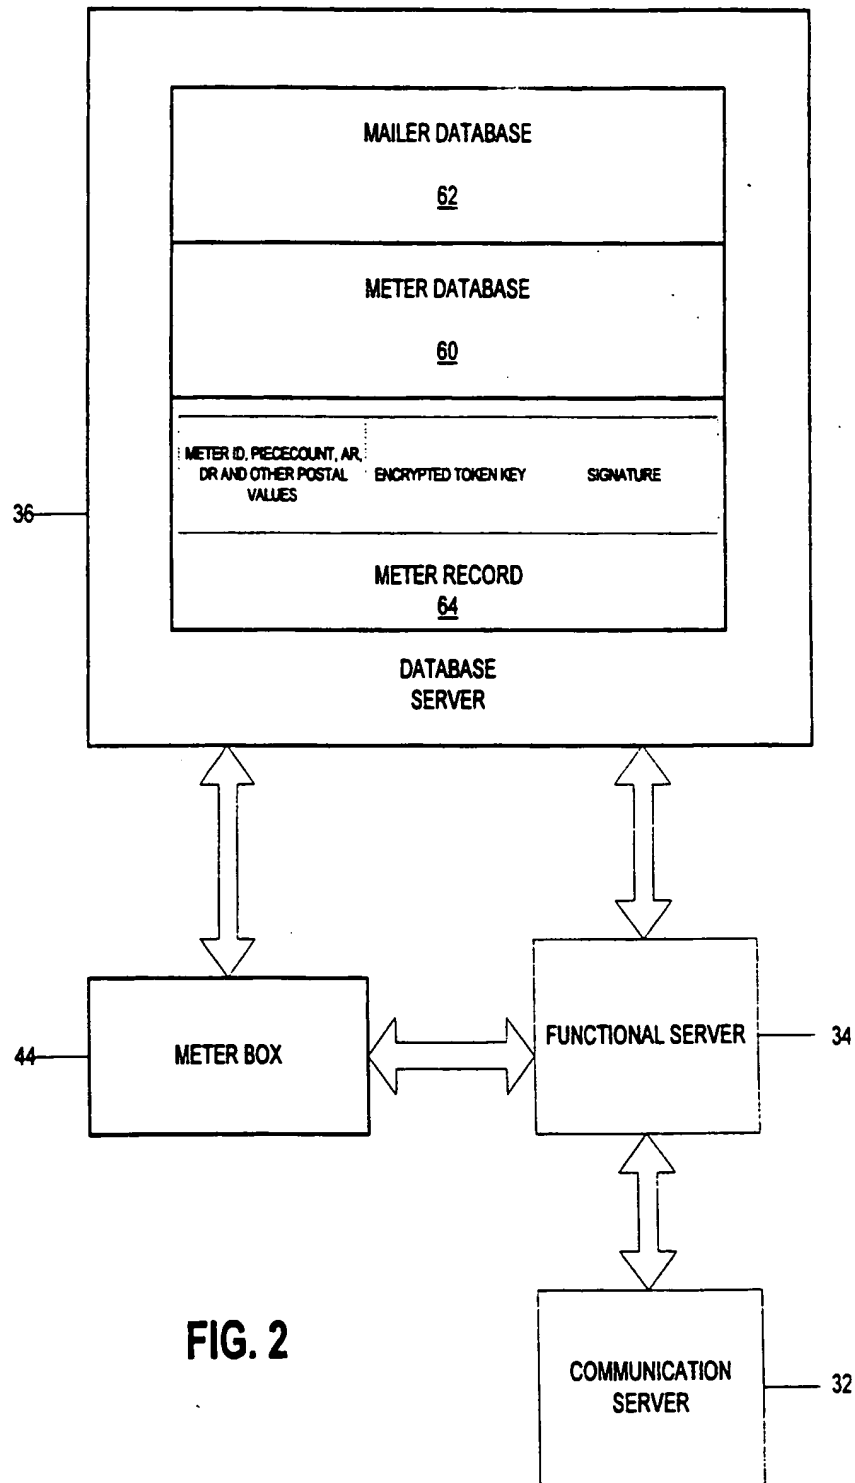 MAILER DATABASE
62
METER DATABASE
60
METER ID, PIECECOUNT, AR,
DR AND OTHER POSTAL
VALUES
ENCRYPTED TOKEN KEY
SIGNATURE
METER RECORD
64
36
DATABASE
SERVER
44
METER BOX
FUNCTIONAL SERVER
34
FIG. 2
COMMUNICATION
SERVER
32